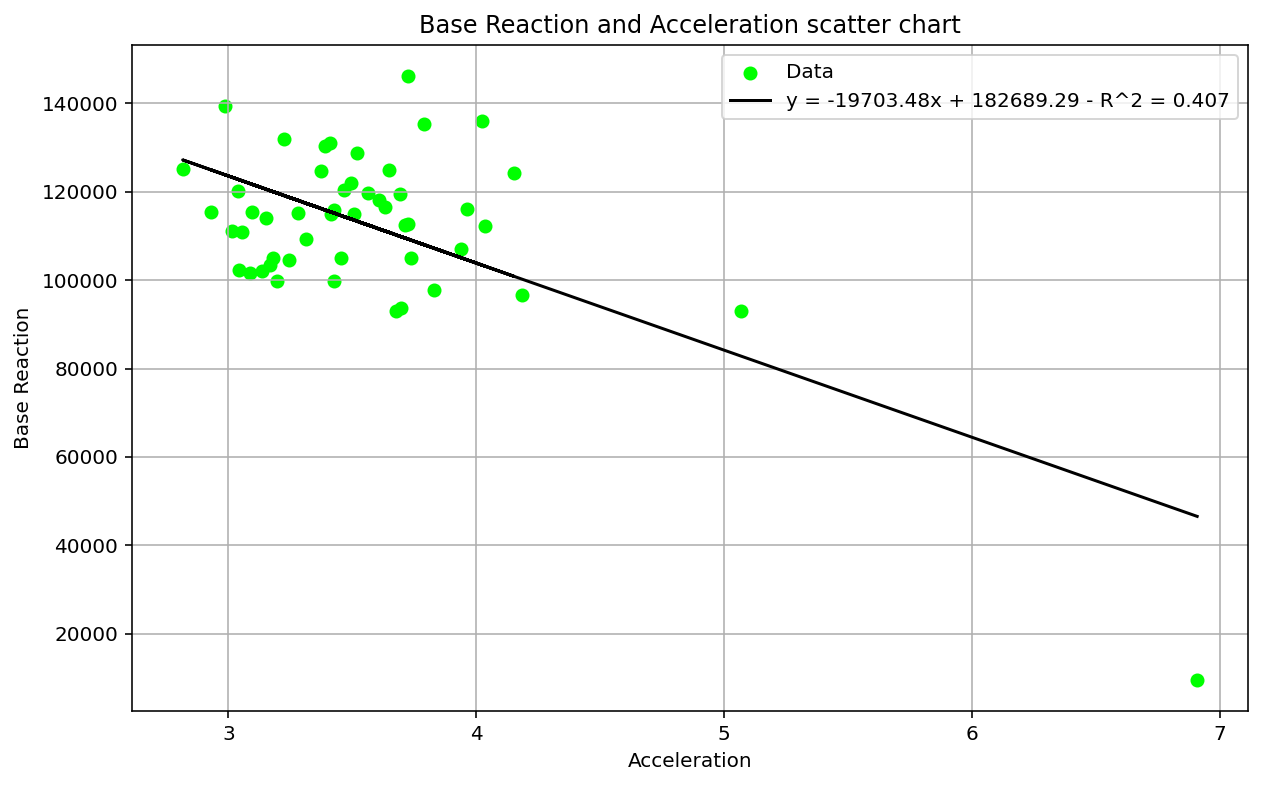 Base Reaction and Acceleration scatter chart
Data
y = -19703.48x + 182689.29 - R^2 = 0.407
140000
120000
100000
80000
60000
40000
20000
Base Reaction
3 4 5 6 7
Acceleration